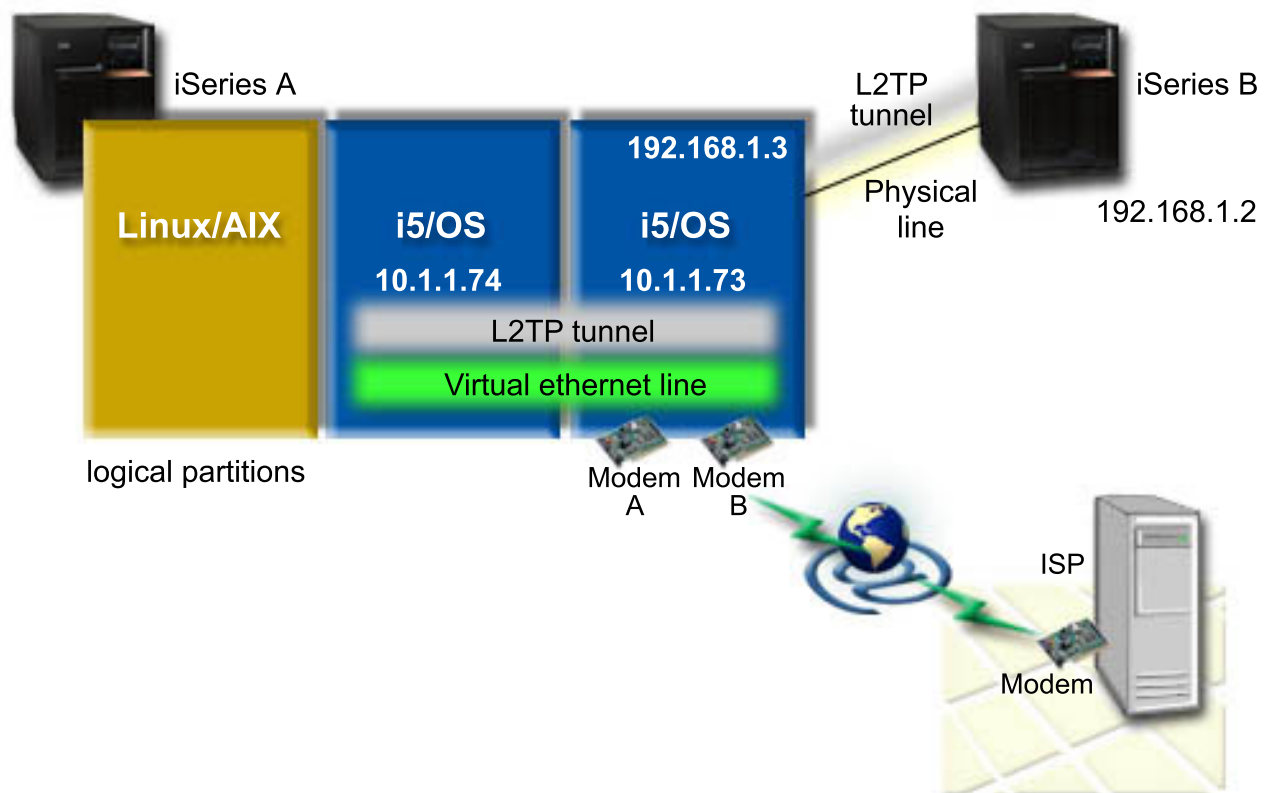 iSeries A
L2TP
tunnel
iSeries B
192.168.1.3
Physical
line
192.168.1.2
Linux/AIX
i5/OS
i5/OS
10.1.1.74
10.1.1.73
L2TP tunnel
Virtual ethernet line
logical partitions
Modem
A
Modem
B
ISP
Modem